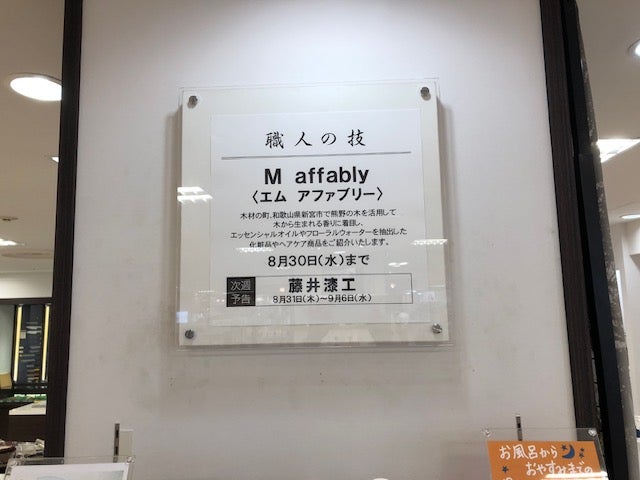 職人の技
M affably
〈エム アファブリー〉
木材の町、和歌山県新宮市で熊野の木を活用して
木から生まれる香りに着目し、
エッセンシャルオイルやフローラルウォーターを抽出した
化粧品やヘアケア商品をご紹介いたします。
8月30日(水)まで
次週
予告
藤井漆工
8月31日(木)～9月6日(水)
お風呂から
おやすみまでの